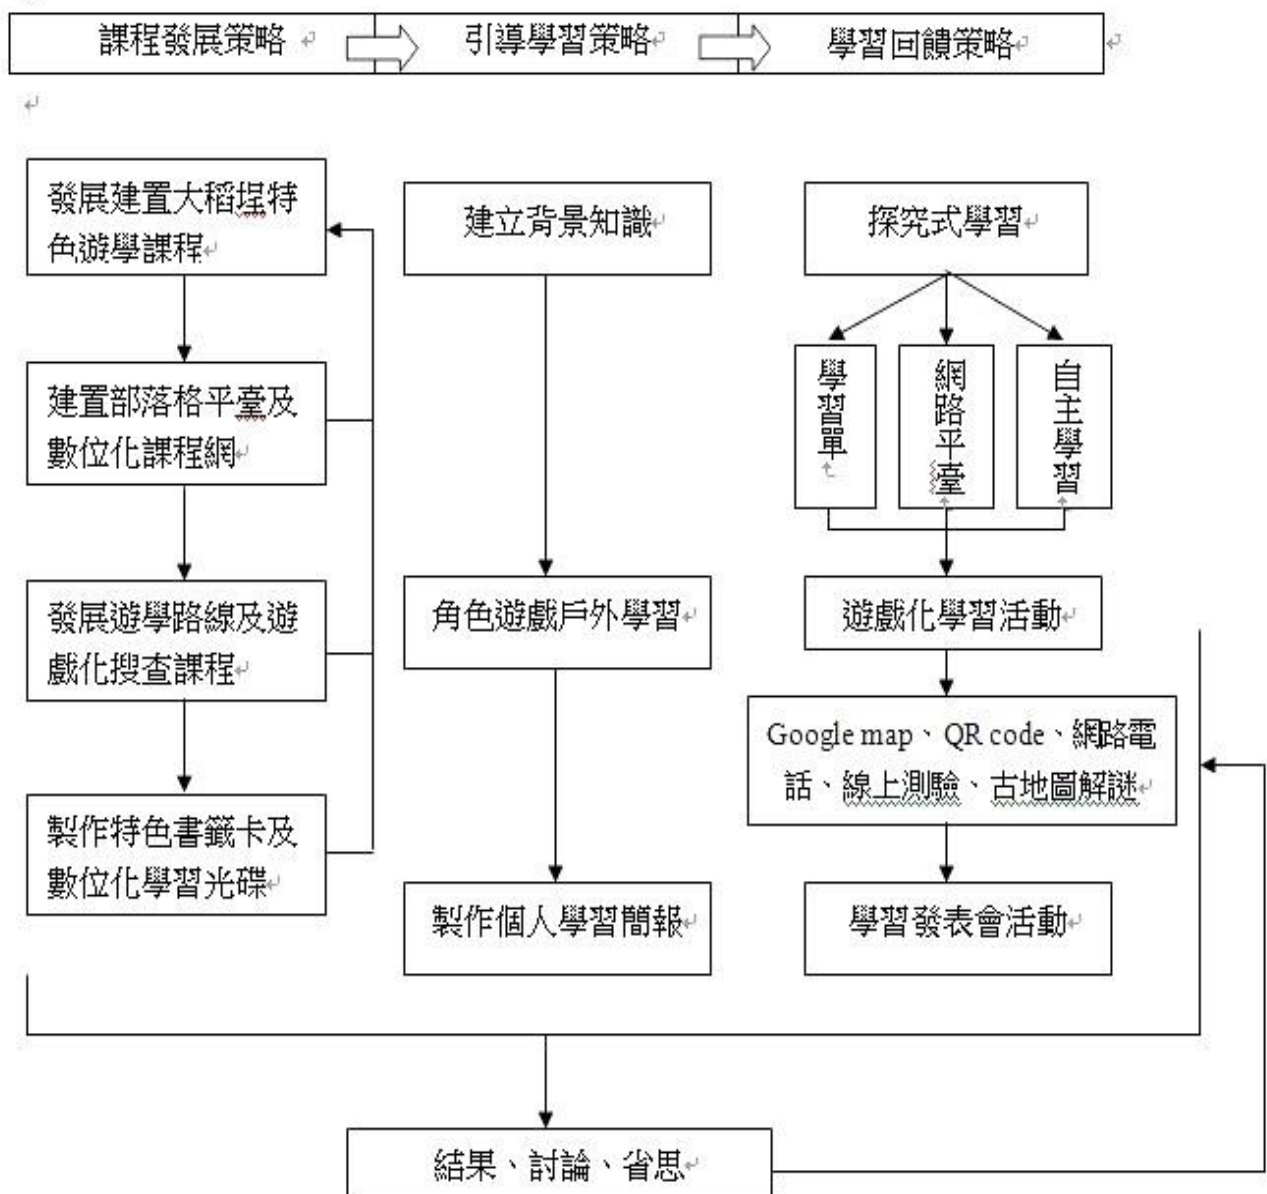 課程發展策略
引導學習策略
學習回饋策略
發展建置大稻埕特
色遊學課程
建置部落格平臺及
數位化課程網
發展遊學路線及遊
戲化搜查課程
製作特色書籤卡及
數位化學習光碟
建立背景知識
角色遊戲戶外學習
製作個人學習簡報
探究式學習
學習單
網路平臺
自主學習
遊戲化學習活動
Google map、QR code、網路電
話、線上測驗、古地圖解謎
學習發表會活動
結果、討論、省思